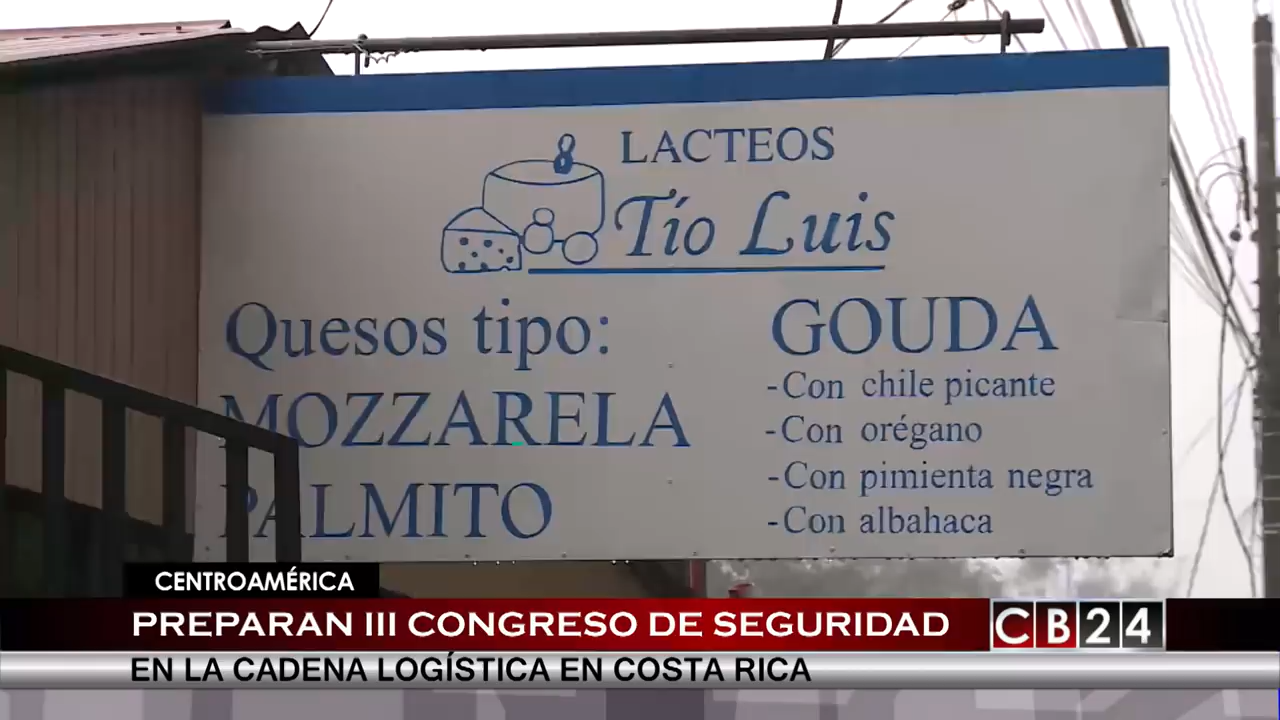 LACTEOS
Tío Luis
Quesos tipo:
MOZZARELA
PALMITO
GOUDA
-Con chile picante
-Con orégano
-Con pimienta negra
-Con albahaca
CENTROAMÉRICA
PREPARAN III CONGRESO DE SEGURIDAD
CB24
EN LA CADENA LOGÍSTICA EN COSTA RICA